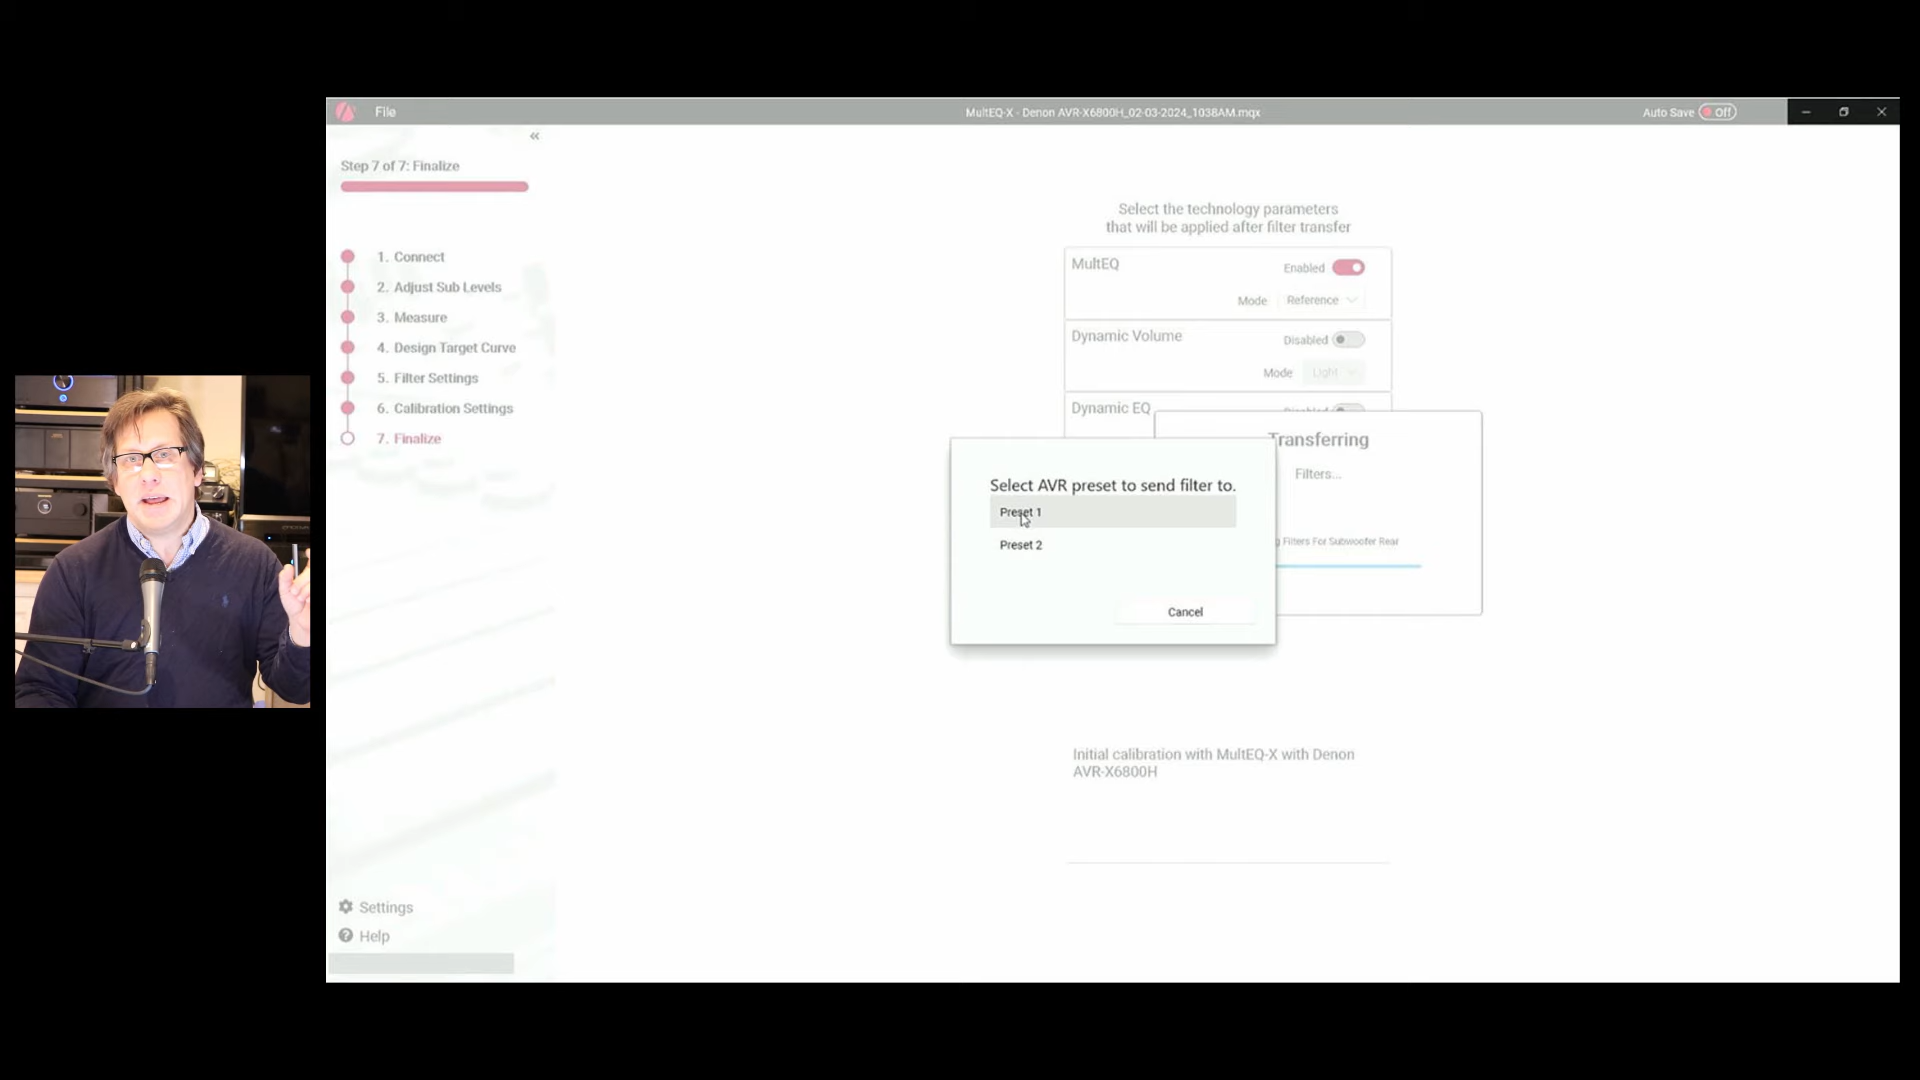 File
MultEQ-X - Denon AVR-X6800H_02-03-2024_1038AM.mqx
Auto Save Off
Step 7 of 7: Finalize
1. Connect
2. Adjust Sub Levels
3. Measure
4. Design Target Curve
5. Filter Settings
6. Calibration Settings
7. Finalize
Settings
Help
Select the technology parameters
that will be applied after filter transfer
MultEQ
Enabled
Mode Reference
Dynamic Volume
Disabled
Mode Light
Dynamic EQ
Disabled
Transferring
Filters...
Filters For Subwoofer Rear
Select AVR preset to send filter to.
Preset 1
Preset 2
Cancel
Initial calibration with MultEQ-X with Denon
AVR-X6800H